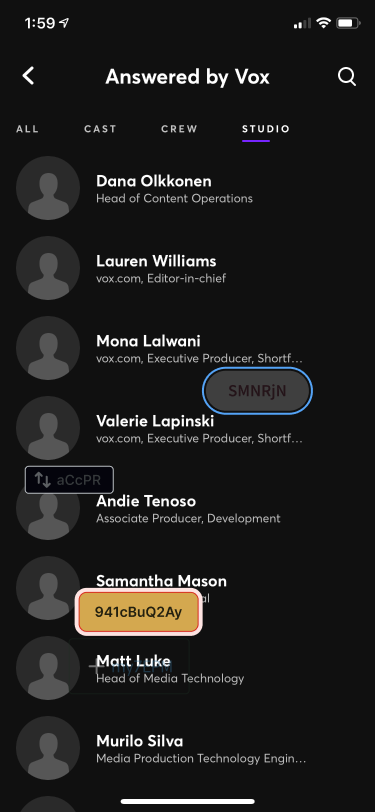 1:59
Answered by Vox
ALL CAST CREW STUDIO
Dana Olkkonen
Head of Content Operations
Lauren Williams
vox.com, Editor-in-chief
Mona Lalwani
vox.com, Executive Producer, Shortf...
SMNRjN
Valerie Lapinski
vox.com, Executive Producer, Shortf...
aCcPR
Andie Tenoso
Associate Producer, Development
Samantha Mason
941cBuQ2Ay
Matt Luke
Head of Media Technology
Murilo Silva
Media Production Technology Engin...